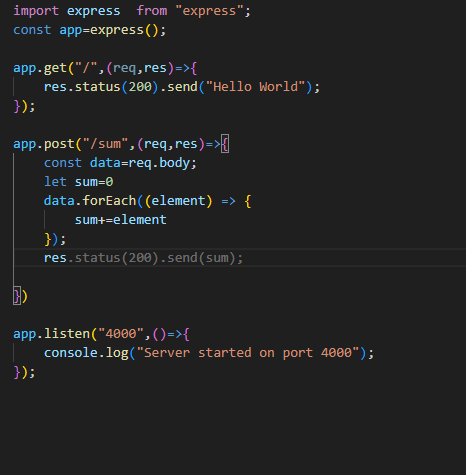 import express  from "express";
const app=express();
app.get("/",(req,res)=>{
    res.status(200).send("Hello World");
});
app.post("/sum",(req,res)=>{
    const data=req.body;
    let sum=0
    data.forEach((element) => {
        sum+=element
    });
    res.status(200).send(sum);
})
app.listen("4000",()=>{
    console.log("Server started on port 4000");
});